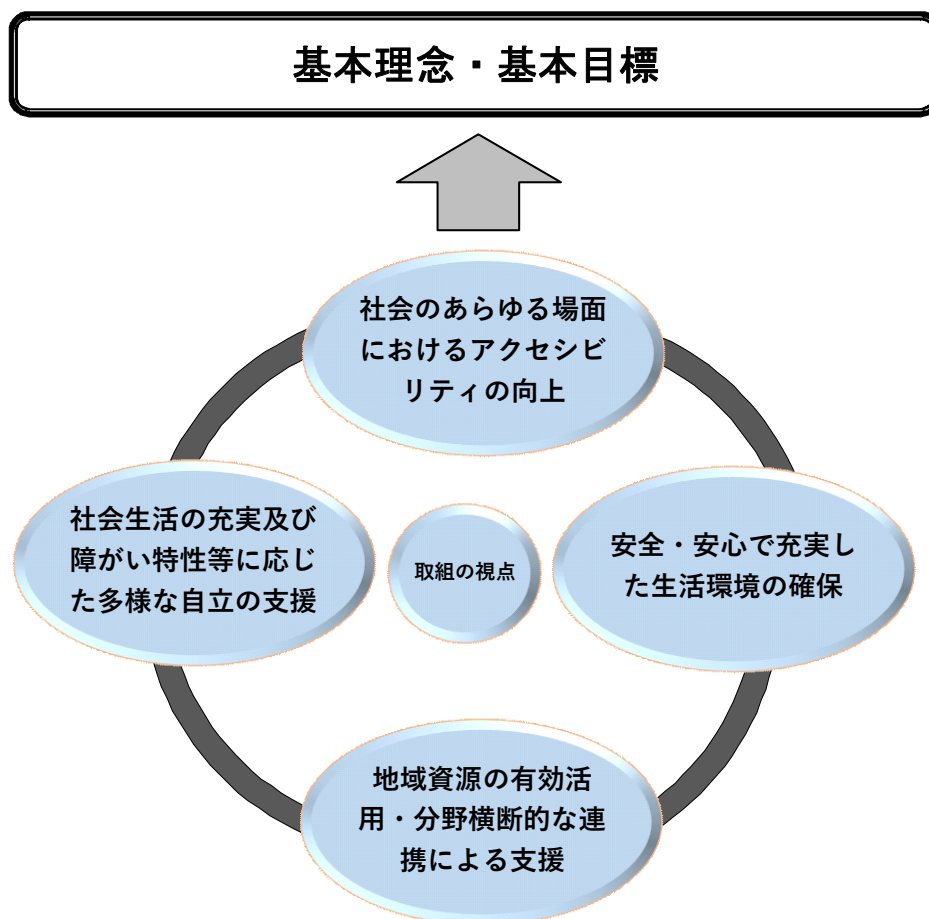 基本理念・基本目標
社会のあらゆる場面
におけるアクセシビ
リティの向上
社会生活の充実及び
障がい特性等に応じ
た多様な自立の支援
取組の視点
安全・安心で充実し
た生活環境の確保
地域資源の有効活
用・分野横断的な連
携による支援